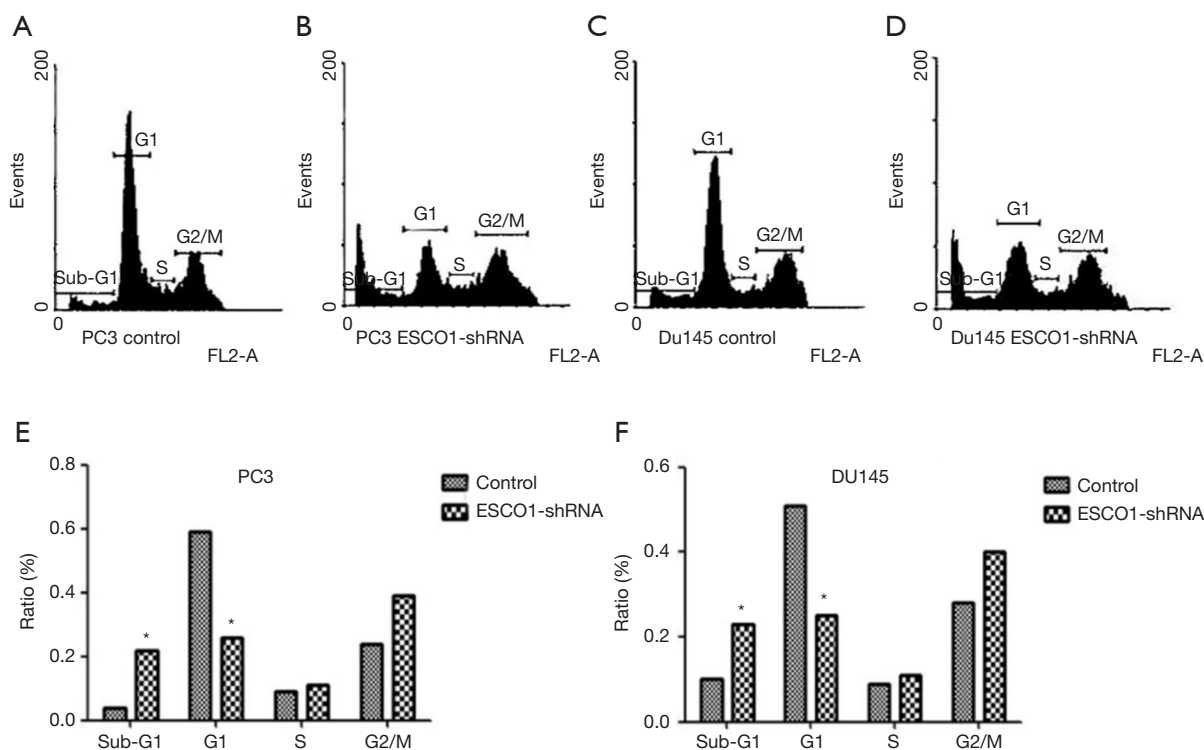 A
200
Events
0
G1
S
G2/M
Sub-G1
PC3 control
FL2-A
B
200
Events
0
G1
S
G2/M
Sub-G1
PC3 ESCO1-shRNA
FL2-A
C
200
Events
0
G1
S
G2/M
Sub-G1
Du145 control
FL2-A
D
200
Events
0
G1
S
G2/M
Sub-G1
Du145 ESCO1-shRNA
FL2-A
E
PC3
Control
ESCO1-shRNA
Ratio (%)
0.8
0.6
0.4
0.2
0.0
*
*
Sub-G1 G1 S G2/M
F
DU145
Control
ESCO1-shRNA
Ratio (%)
0.6
0.4
0.2
0.0
*
*
Sub-G1 G1 S G2/M